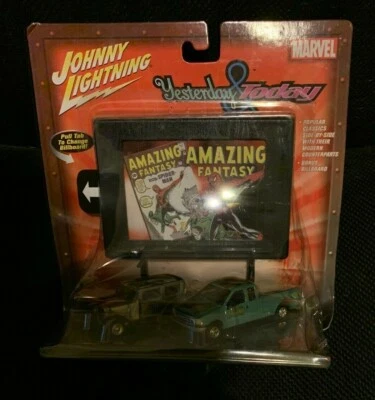 JOHNNY
LIGHTNING
MARVEL
Yesterday & Today
Pull Tab
To Change
Billboard!
POPULAR
CLASSICS
SIDE-BY-SIDE
WITH THEIR
MODERN
COUNTERPARTS
BONUS
BILLBOARD
AMAZING
FANTASY
SPIDER-
MAN
AMAZING
FANTASY